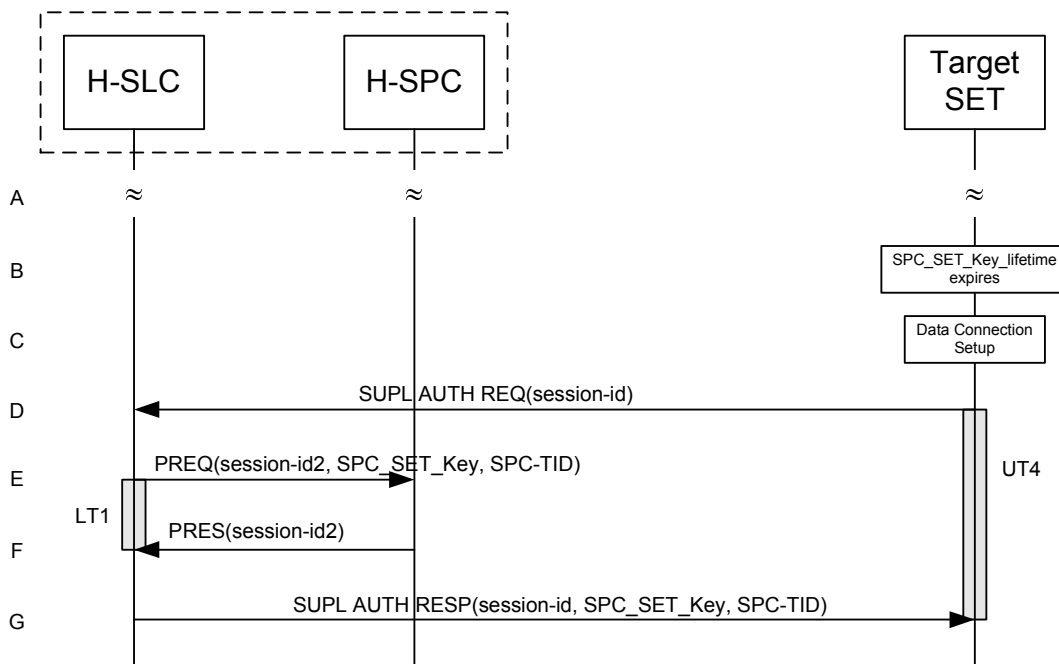 H-SLC
H-SPC
Target
SET
A
≈ ≈ ≈
B
SPC_SET_Key_lifetime
expires
C
Data Connection
Setup
D
SUPL AUTH REQ(session-id)
E
PREQ(session-id2, SPC_SET_Key, SPC-TID)
UT4
LT1
PRES(session-id2)
F
SUPL AUTH RESP(session-id, SPC_SET_Key, SPC-TID)
G